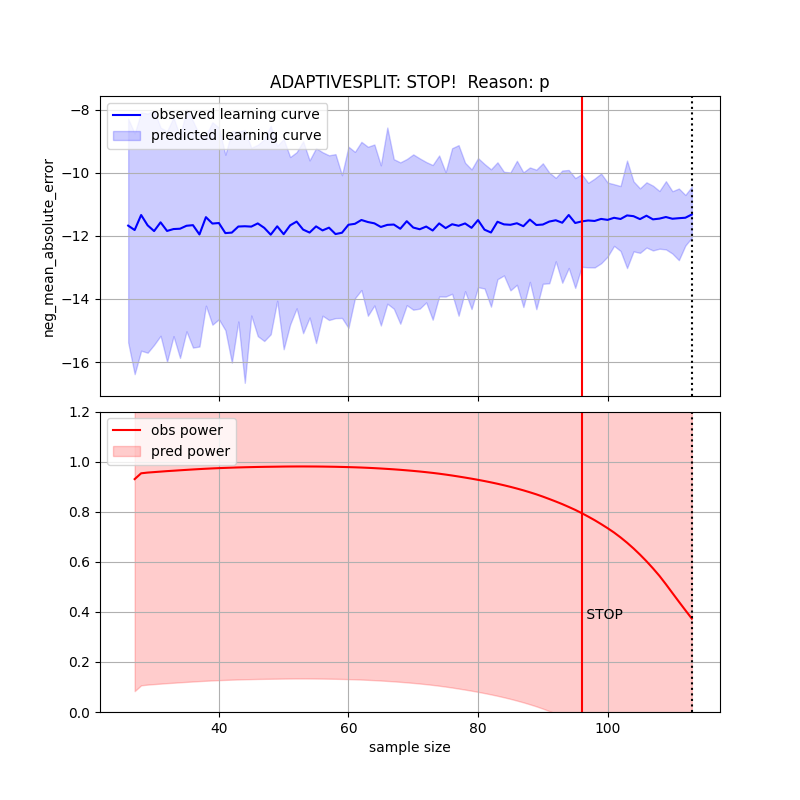 ADAPTIVESPLIT: STOP!  Reason: p
observed learning curve
predicted learning curve
neg_mean_absolute_error
−8
−10
−12
−14
−16
obs power
pred power
1.2
1.0
0.8
0.6
0.4
0.2
0.0
STOP
40 60 80 100
sample size